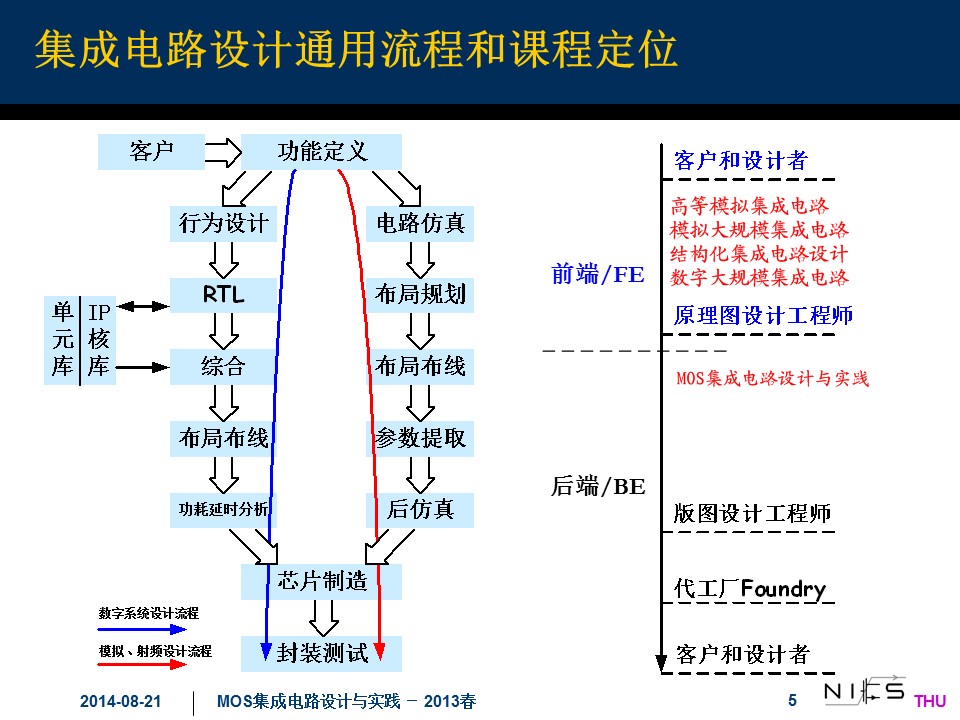 集成电路设计通用流程和课程定位
客户
功能定义
行为设计
电路仿真
RTL
布局规划
单元库
IP核库
综合
布局布线
布局布线
参数提取
功耗延时分析
后仿真
芯片制造
封装测试
数字系统设计流程
模拟、射频设计流程
客户和设计者
高等模拟集成电路
模拟大规模集成电路
结构化集成电路设计
数字大规模集成电路
前端/FE
原理图设计工程师
MOS集成电路设计与实践
后端/BE
版图设计工程师
代工厂Foundry
客户和设计者
2014-08-21
MOS集成电路设计与实践 － 2013春
5
NICS
THU